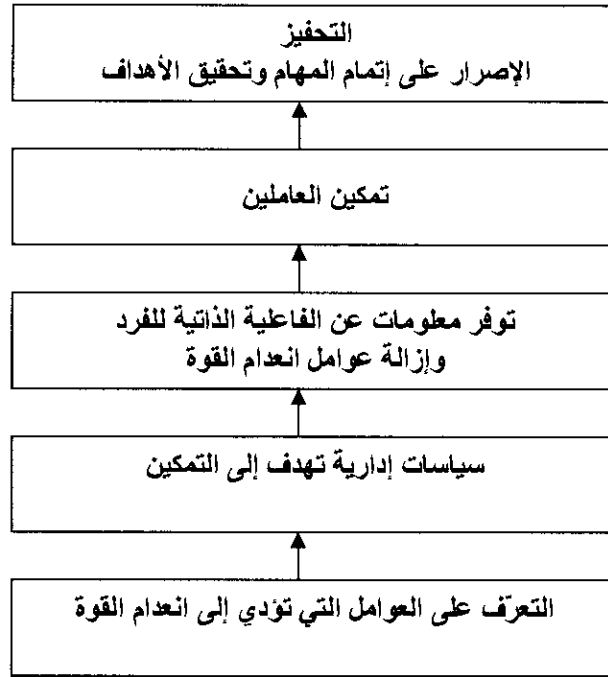 التحفيز
الإصرار على إتمام المهام وتحقيق الأهداف
تمكين العاملين
توفر معلومات عن الفاعلية الذاتية للفرد
وإزالة عوامل انعدام القوة
سياسات إدارية تهدف إلى التمكين
التعرّف على العوامل التي تؤدي إلى انعدام القوة